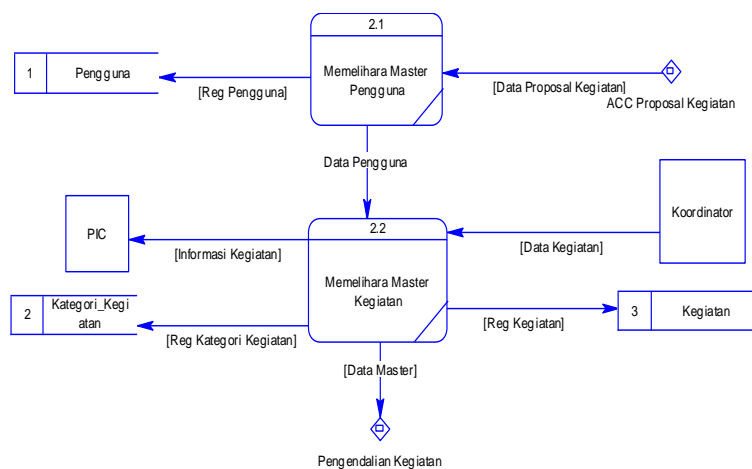 2.1
1
Pengguna
Memelihara Master
Pengguna
[Reg Pengguna]
[Data Proposal Kegiatan]
ACC Proposal Kegiatan
Data Pengguna
Koordinator
PIC
2.2
[Informasi Kegiatan]
[Data Kegiatan]
Memelihara Master
Kegiatan
2
Kategori_Kegi
atan
[Reg Kategori Kegiatan]
[Reg Kegiatan]
3
Kegiatan
[Data Master]
Pengendalian Kegiatan